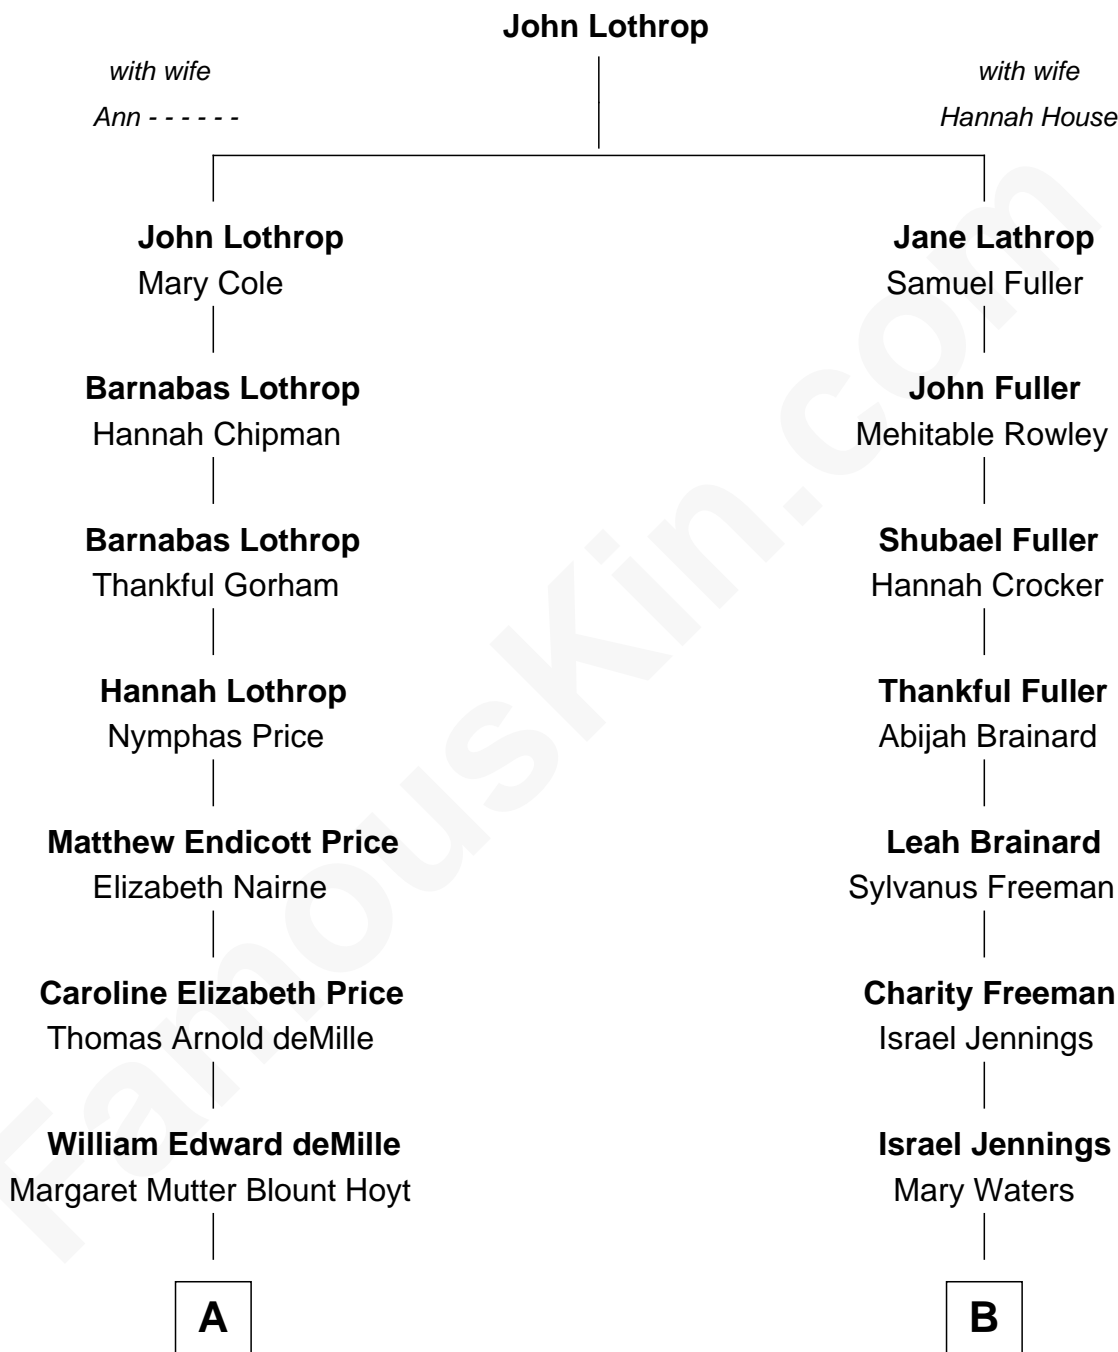 John Lothrop
with wife
Ann - - - - - -
with wife
Hannah House
John Lothrop
Mary Cole
Jane Lathrop
Samuel Fuller
Barnabas Lothrop
Hannah Chipman
John Fuller
Mehitable Rowley
Barnabas Lothrop
Thankful Gorham
Shubael Fuller
Hannah Crocker
Hannah Lothrop
Nymphas Price
Thankful Fuller
Abijah Brainard
Matthew Endicott Price
Elizabeth Nairne
Leah Brainard
Sylvanus Freeman
Caroline Elizabeth Price
Thomas Arnold deMille
Charity Freeman
Israel Jennings
William Edward deMille
Margaret Mutter Blount Hoyt
Israel Jennings
Mary Waters
A
B
FamousKin.com